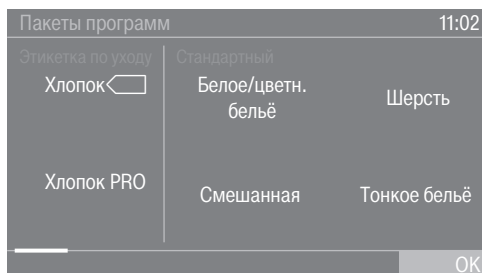 Пакеты программ 11:02
Этикетка по уходу Стандартный
Хлопок Белое/цветн.
бельё Шерсть
Хлопок PRO Смешанная Тонкое бельё
OK